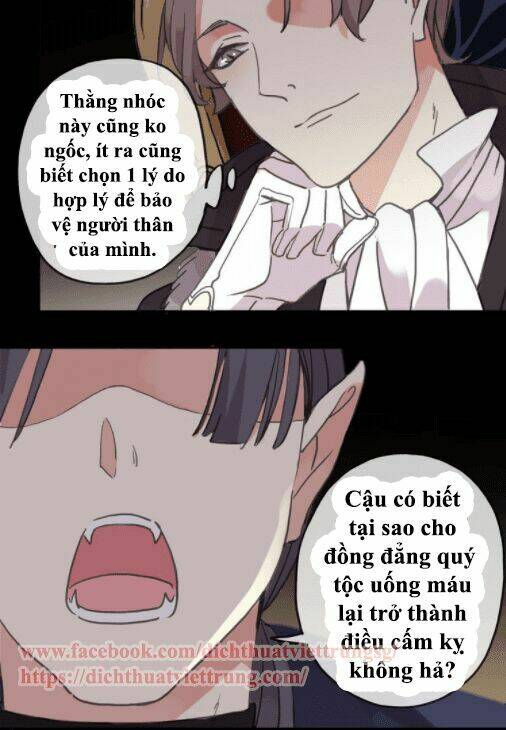 Thằng nhóc
này cũng ko
ngốc, ít ra cũng
biết chọn 1 lý do
hợp lý để bảo
vệ người thân
của mình.
Cậu có biết
tại sao cho
đồng đẳng quý
tộc uống máu
lại trở thành
điều cấm kỵ
không hả?
www.facebook.com/dichthuatviettrungsg/
https://dichthuatviettrung.com/